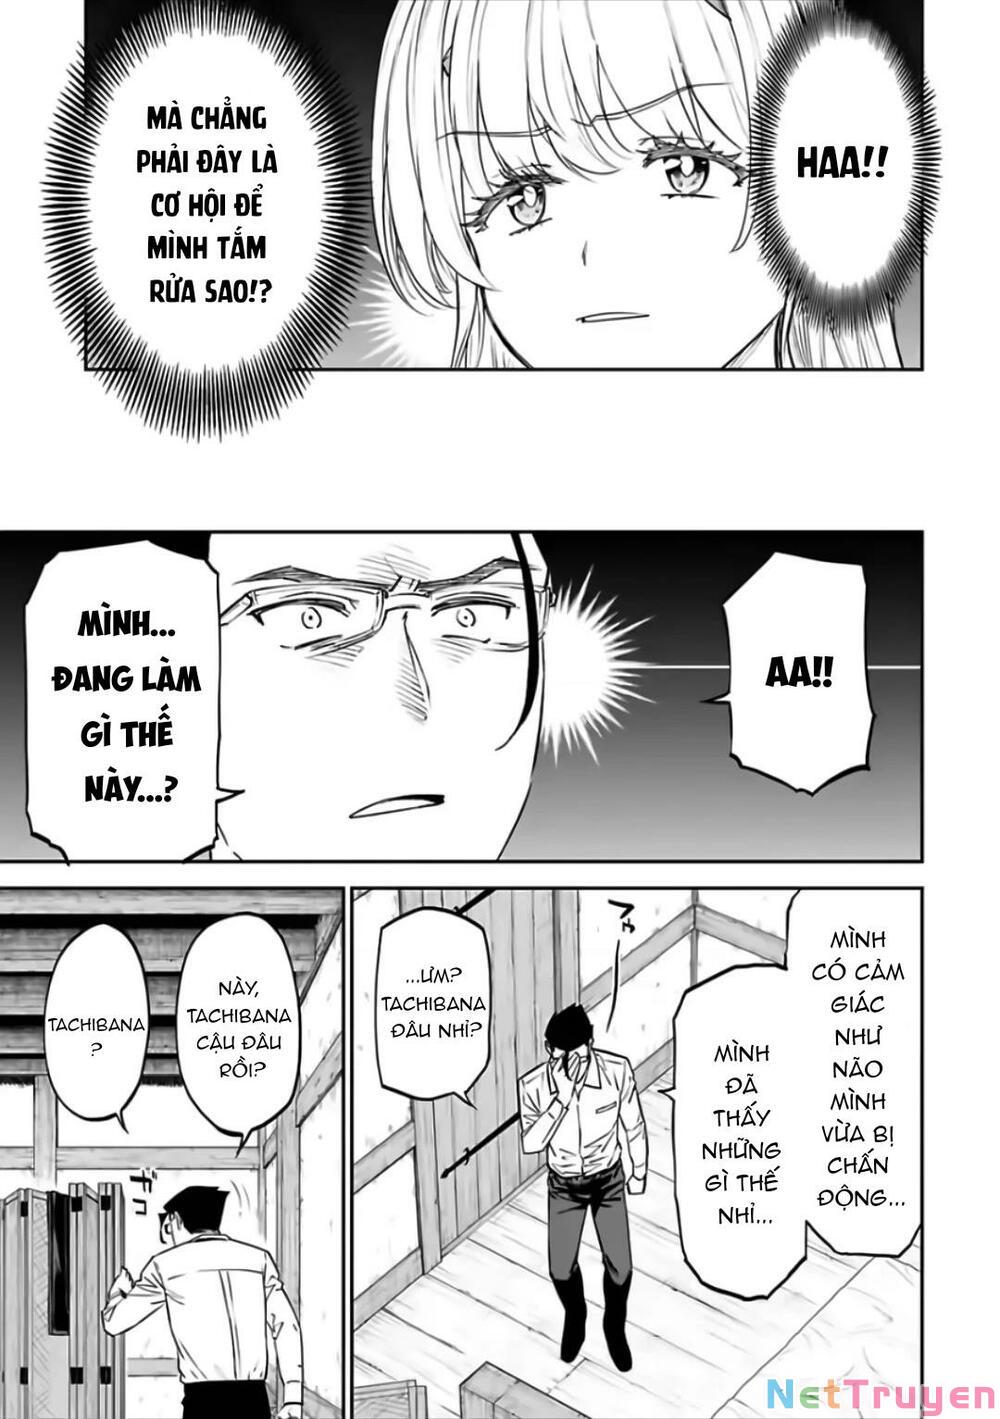 HAA!!
MÀ CHẲNG
PHẢI ĐÂY LÀ
CƠ HỘI ĐỂ
MÌNH TẮM
RỬA SAO!?
AA!!
MÌNH...
ĐANG LÀM
GÌ THẾ
NÀY...?
MÌNH
CÓ CẢM
GIÁC
NHƯ
NÃO
MÌNH
VỪA BỊ
CHẤN
ĐỘNG...
MÌNH
ĐÃ
THẤY
NHỮNG
GÌ THẾ
NHỈ...
...ƯM?
TACHIBANA
ĐÂU NHỈ?
NÀY,
TACHIBANA
CẬU ĐÂU
RỒI?
TACHIBANA
?
NetTruyen